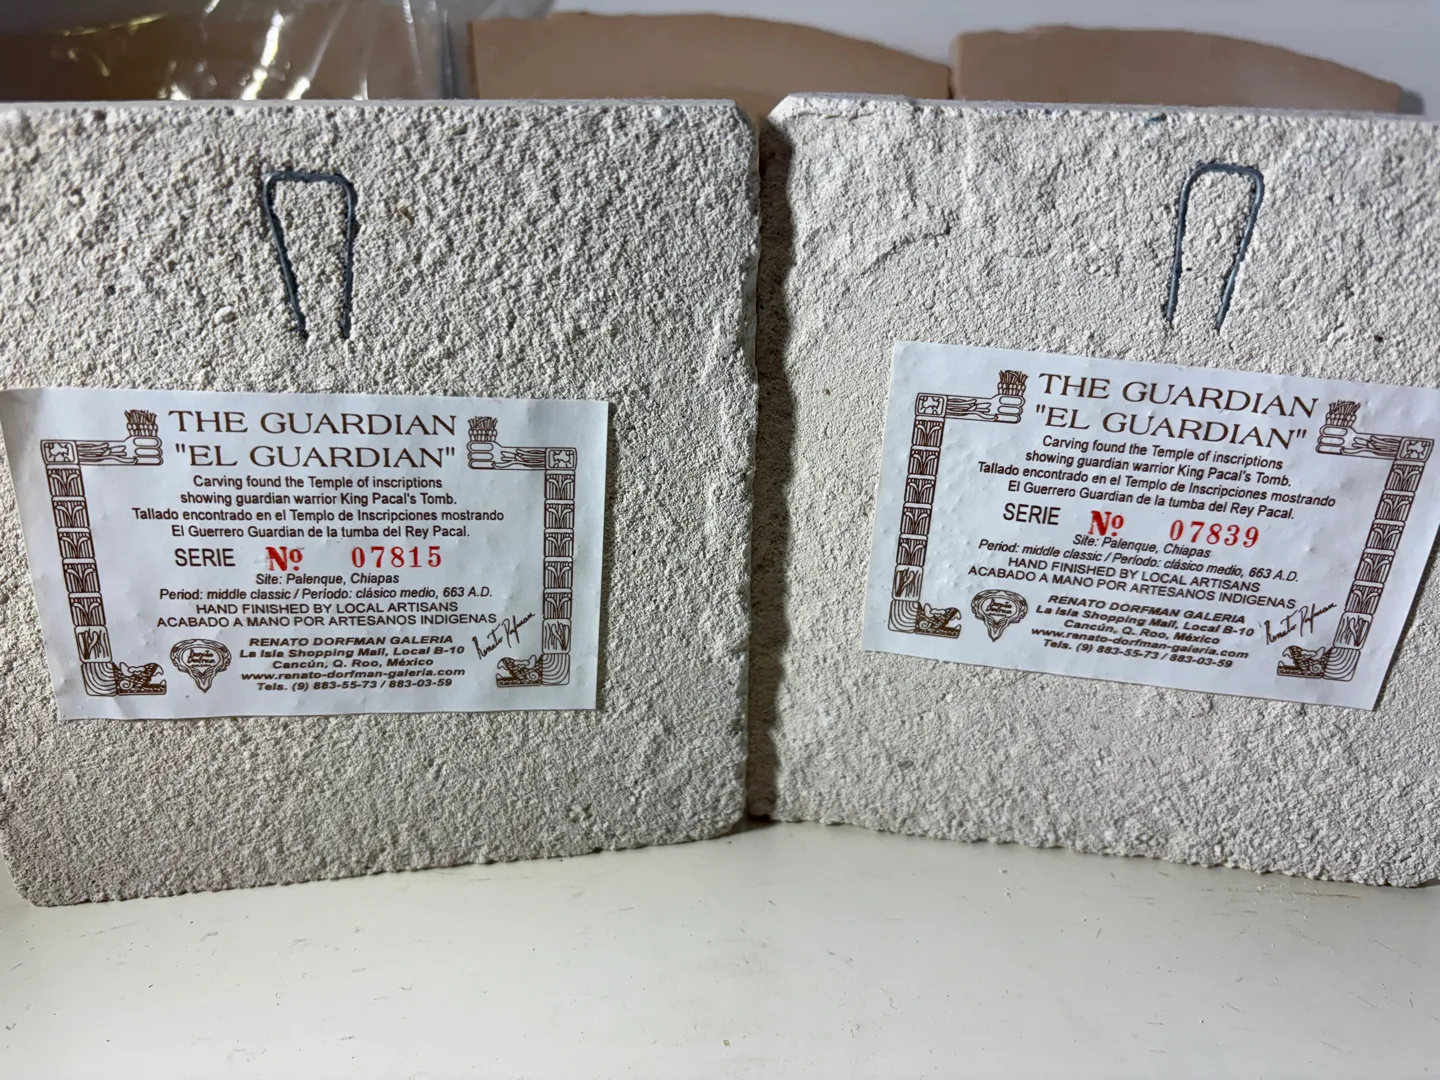 THE GUARDIAN
"EL GUARDIAN"
Carving found the Temple of inscriptions
showing guardian warrior King Pacal's Tomb.
Tallado encontrado en el Templo de Inscripciones mostrando
El Guerrero Guardian de la tumba del Rey Pacal.
SERIE Nº 07815
Site: Palenque, Chiapas
Period: middle classic / Período: clásico medio, 663 A.D.
HAND FINISHED BY LOCAL ARTISANS
ACABADO A MANO POR ARTESANOS INDIGENAS
RENATO DORFMAN GALERIA
La Isla Shopping Mall, Local B-10
Cancún, Q. Roo, México
www.renato-dorfman-galeria.com
Tels. (9) 883-55-73 / 883-03-59
Renato Dorfman
THE GUARDIAN
"EL GUARDIAN"
Carving found the Temple of inscriptions
showing guardian warrior King Pacal's Tomb.
Tallado encontrado en el Templo de Inscripciones mostrando
El Guerrero Guardian de la tumba del Rey Pacal.
SERIE Nº 07839
Site: Palenque, Chiapas
Period: middle classic / Período: clásico medio, 663 A.D.
HAND FINISHED BY LOCAL ARTISANS
ACABADO A MANO POR ARTESANOS INDIGENAS
RENATO DORFMAN GALERIA
La Isla Shopping Mall, Local B-10
Cancún, Q. Roo, México
www.renato-dorfman-galeria.com
Tels. (9) 883-55-73 / 883-03-59
Renato Dorfman